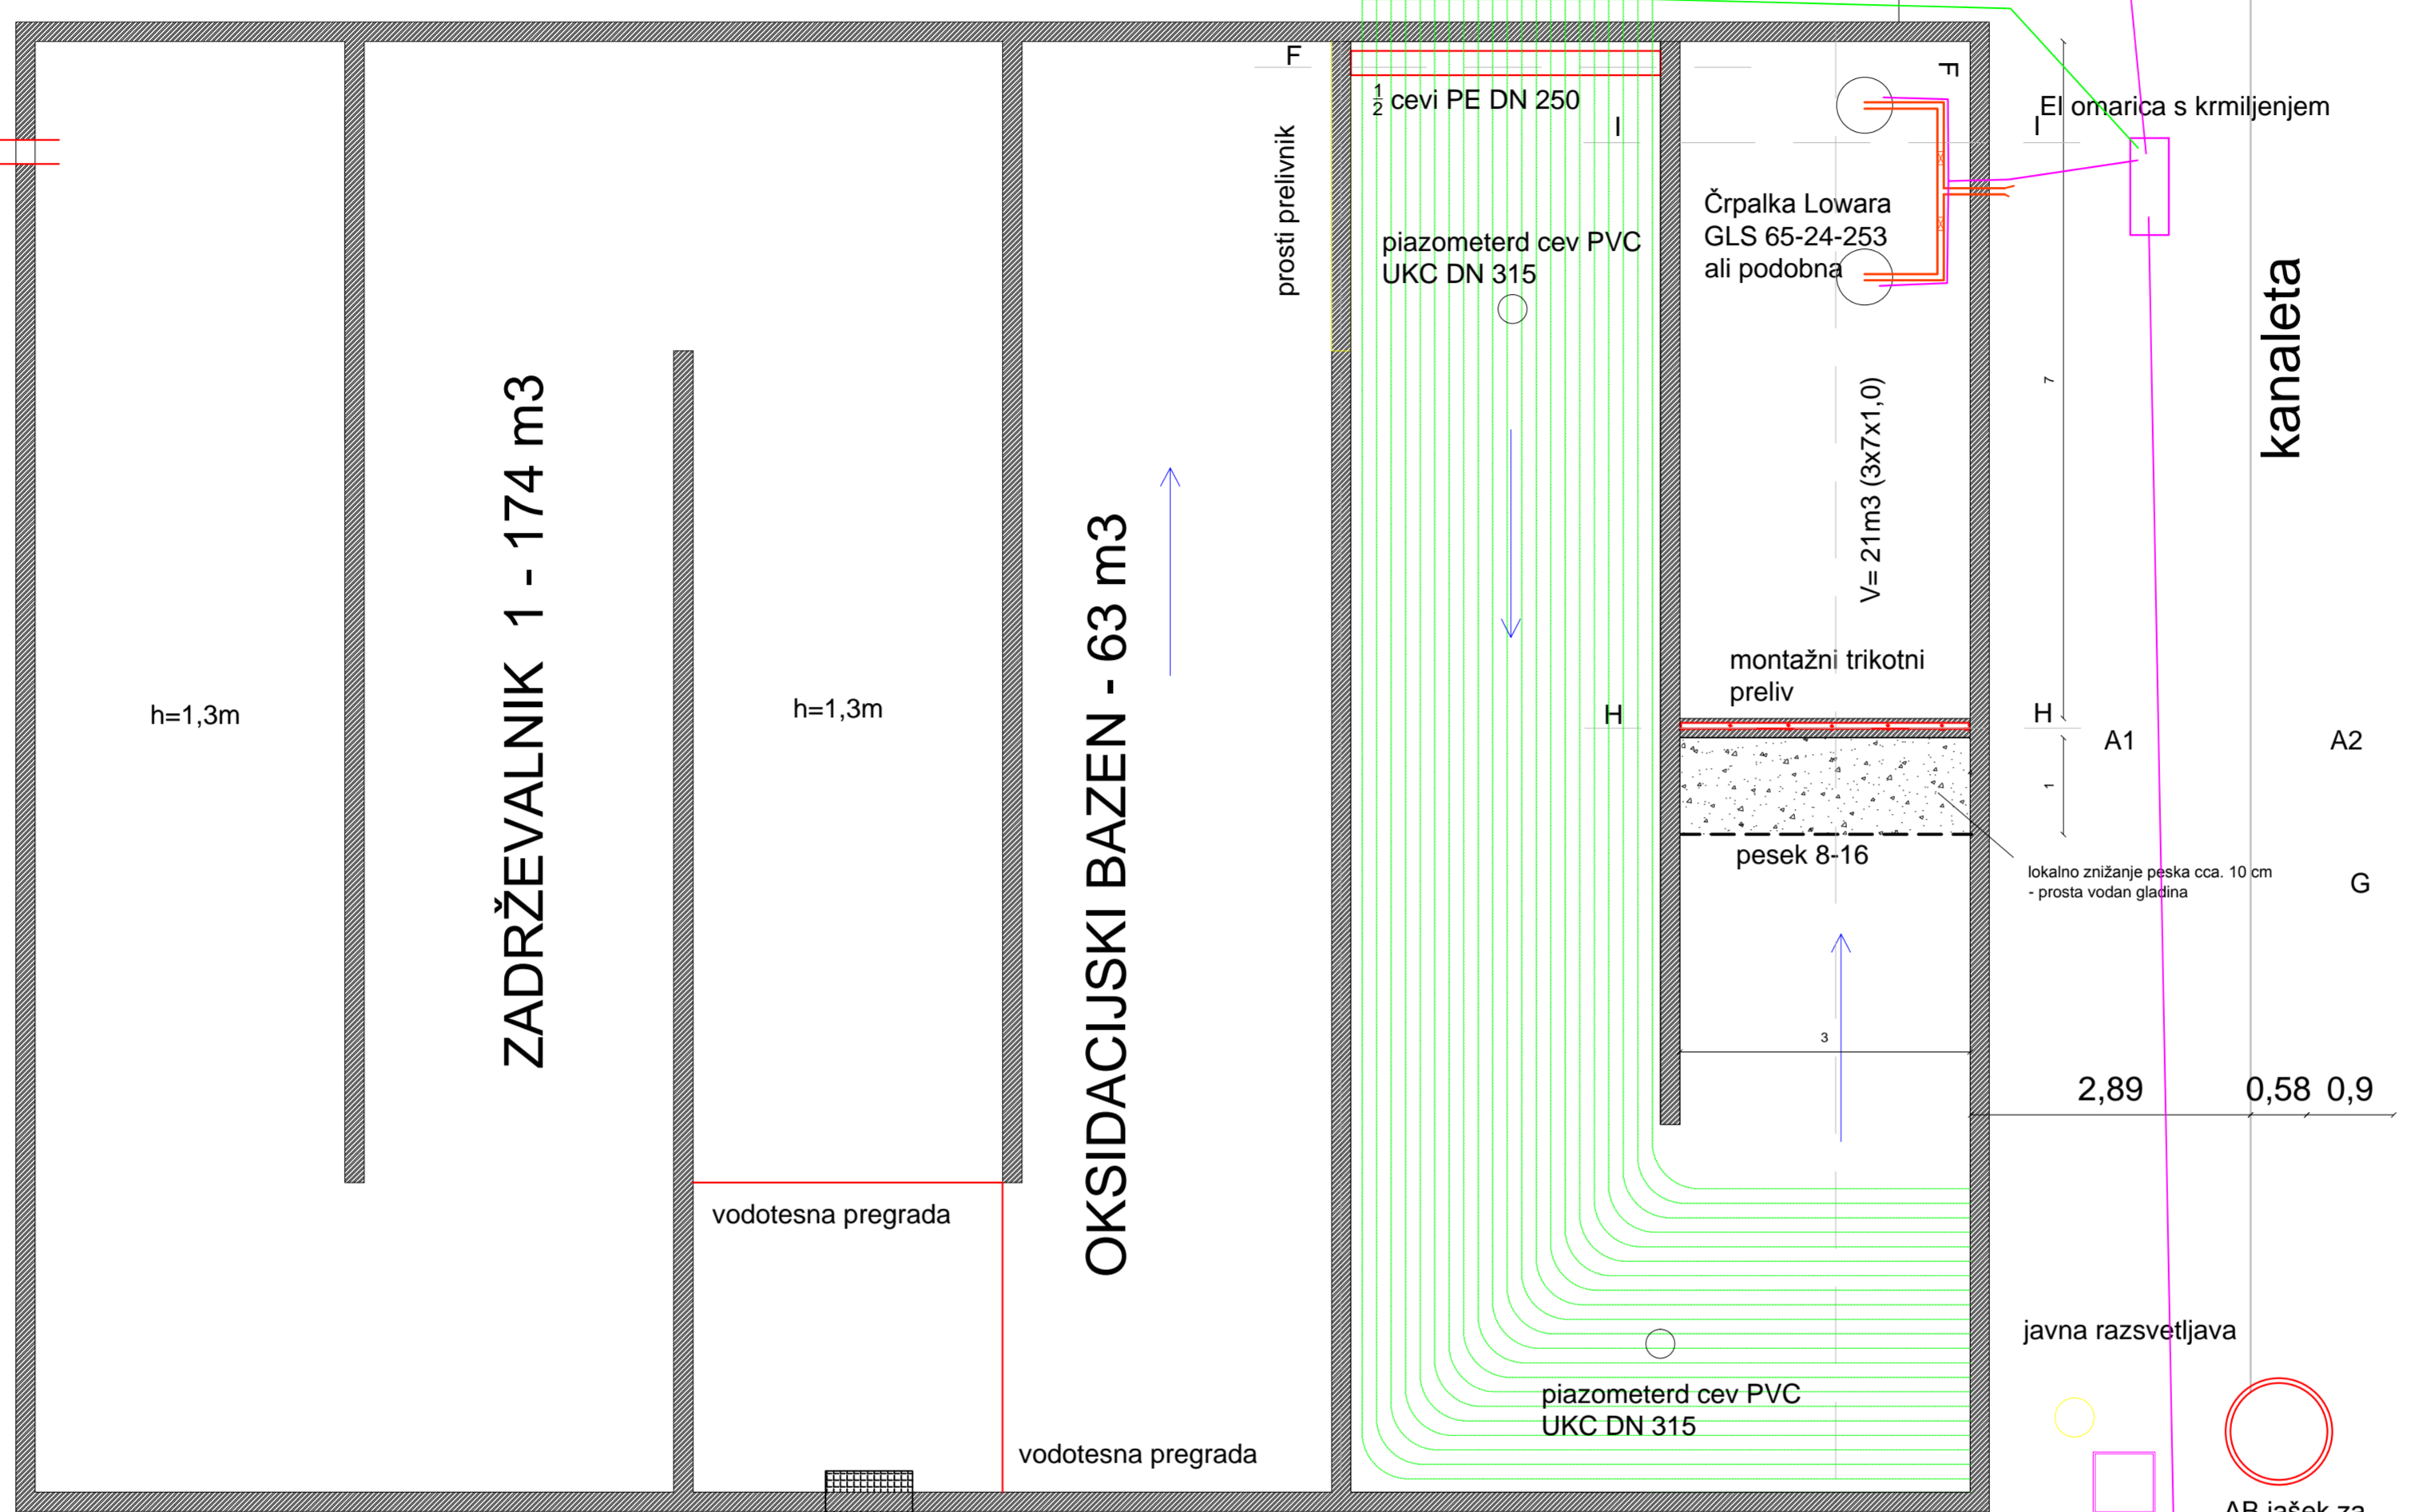 F
½ cevi PE DN 250
F
El omarica s krmiljenjem
I
I
prosti prelivnik
Črpalka Lowara
GLS 65-24-253
ali podobna
piazometerd cev PVC
UKC DN 315
kanaleta
7
V= 21m3 (3x7x1,0)
ZADRŽEVALNIK 1 - 174 m3
OKSIDACIJSKI BAZEN - 63 m3
montažni trikotni
preliv
h=1,3m
h=1,3m
H
H
A1
A2
1
pesek 8-16
lokalno znižanje peska cca. 10 cm
- prosta vodan gladina
G
3
2,89
0,58
0,9
vodotesna pregrada
javna razsvetljava
piazometerd cev PVC
UKC DN 315
vodotesna pregrada
AB jašek za